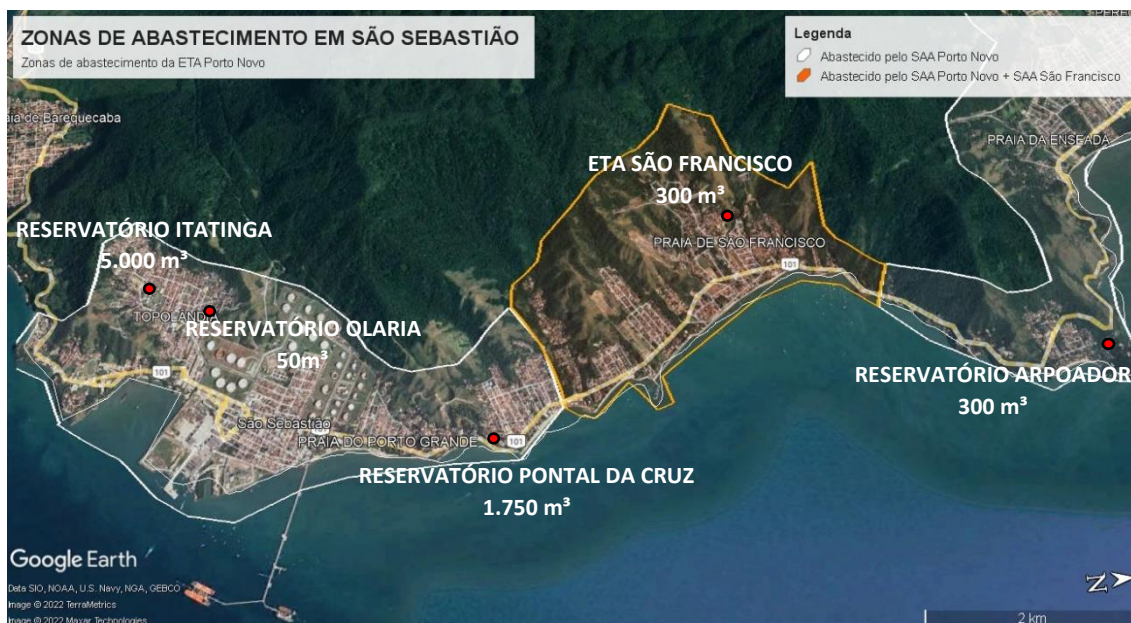 ZONAS DE ABASTECIMENTO EM SÃO SEBASTIÃO
Zonas de abastecimento da ETA Porto Novo
Legenda
Abastecido pelo SAA Porto Novo
Abastecido pelo SAA Porto Novo + SAA São Francisco
aia de Barequecaba
PRAIA DA ENSEADA
ETA SÃO FRANCISCO
300 m³
PRAIA DE SÃO FRANCISCO
101
RESERVATÓRIO ITATINGA
5.000 m³
TOPOLÂNDIA
RESERVATÓRIO OLARIA
50m³
101
São Sebastião
PRAIA DO PORTO GRANDE
101
RESERVATÓRIO ARPOADOR
300 m³
RESERVATÓRIO PONTAL DA CRUZ
1.750 m³
Google Earth
Data SIO, NOAA, U.S. Navy, NGA, GEBCO
Image © 2022 TerraMetrics
Image © 2022 Maxar Technologies
N
2 km